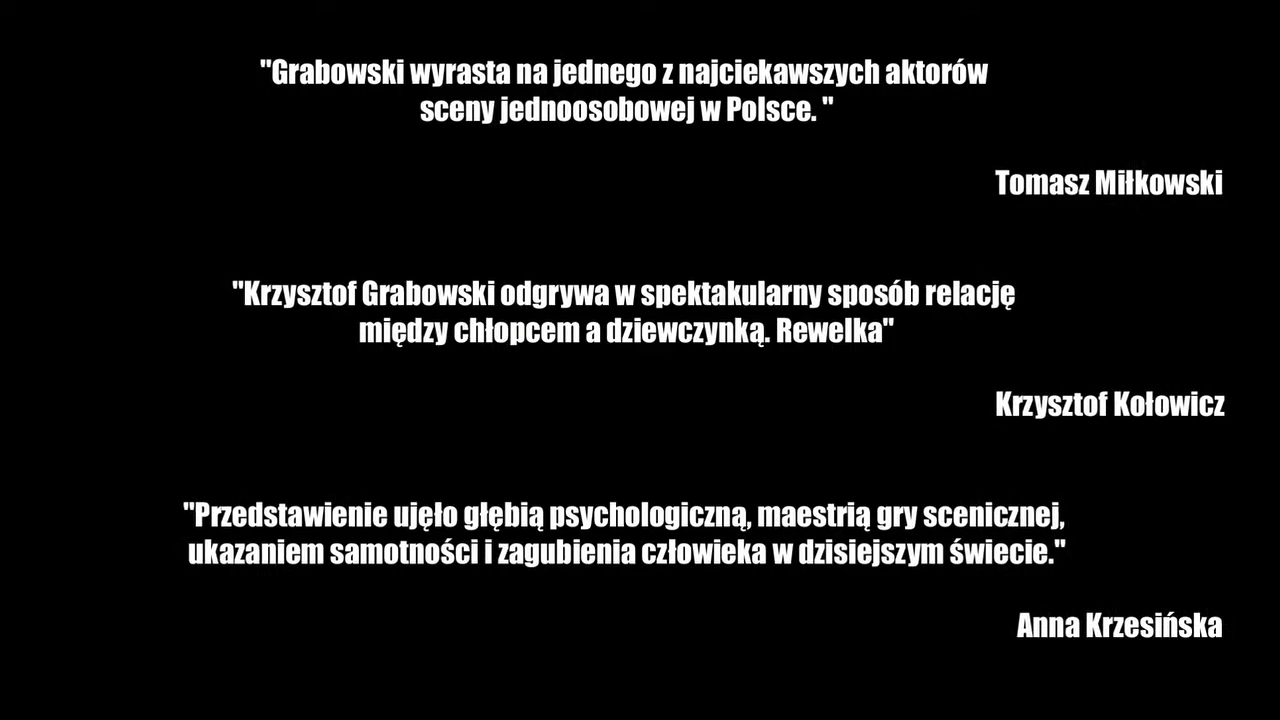 "Grabowski wyrasta na jednego z najciekawszych aktorów
sceny jednoosobowej w Polsce. "
Tomasz Miłkowski
"Krzysztof Grabowski odgrywa w spektakularny sposób relację
między chłopcem a dziewczynką. Rewelka"
Krzysztof Kołowicz
"Przedstawienie ujęło głębią psychologiczną, maestrią gry scenicznej,
ukazaniem samotności i zagubienia człowieka w dzisiejszym świecie."
Anna Krzesińska